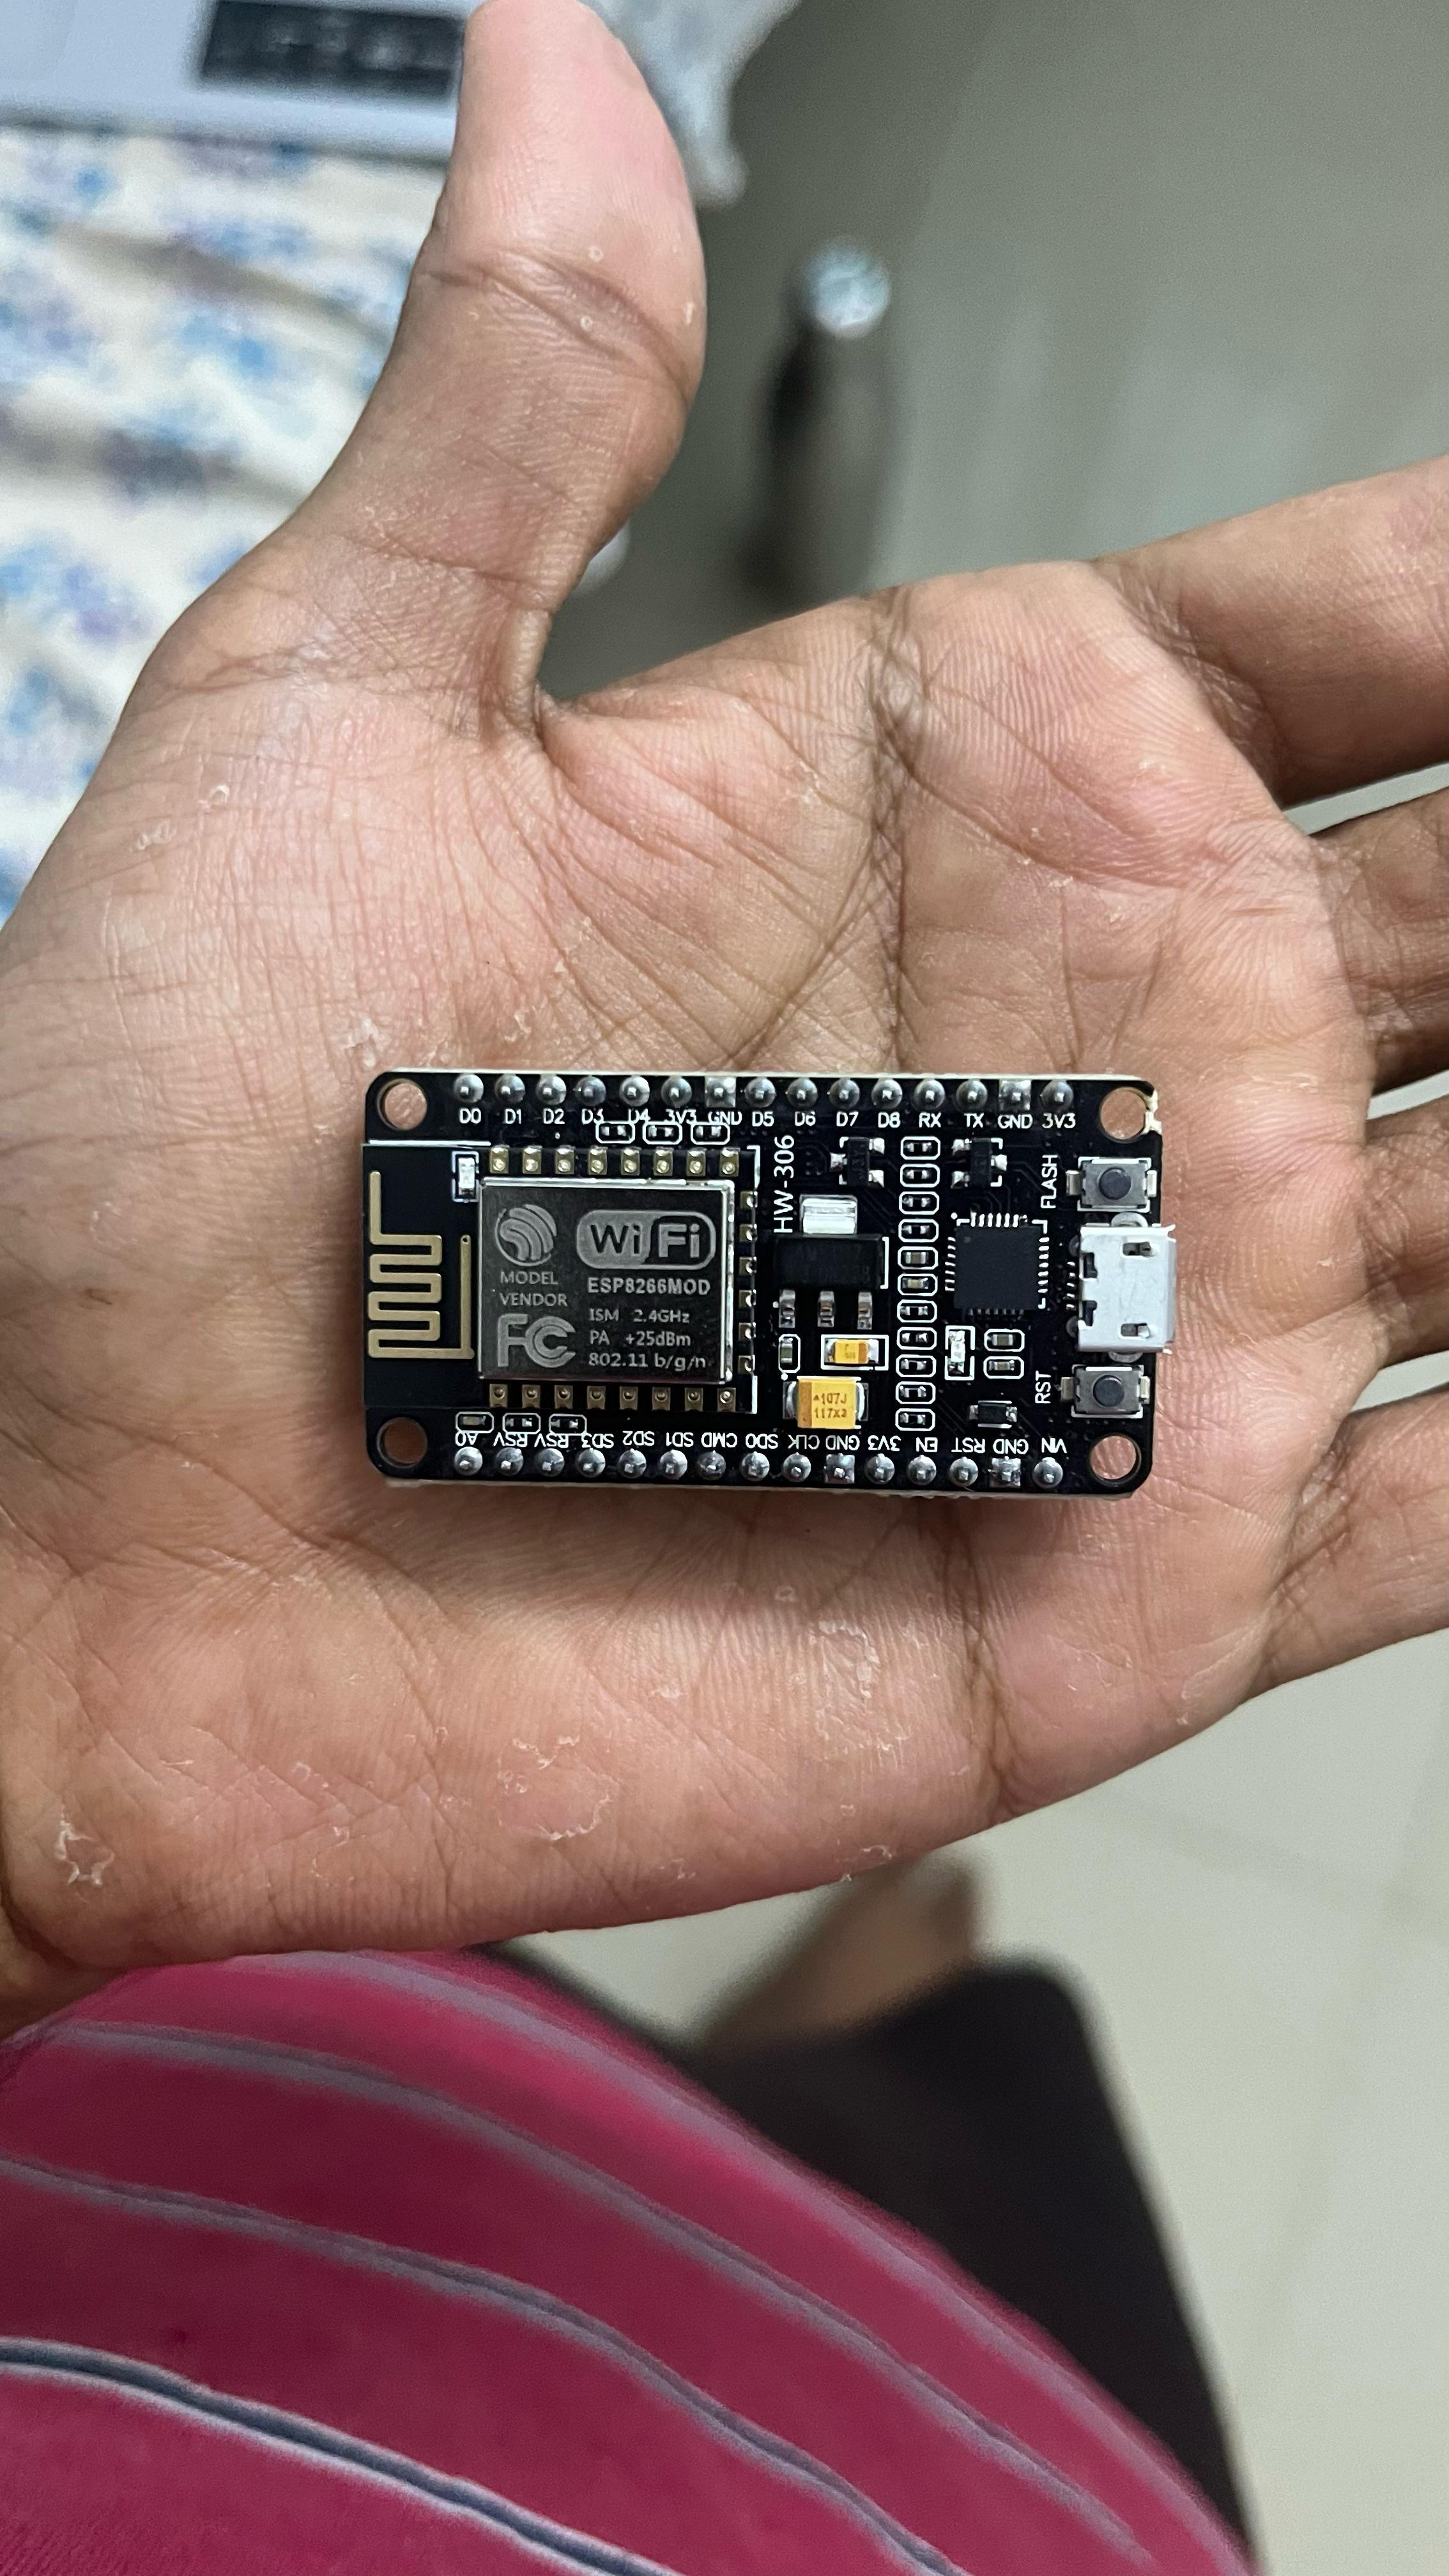 D0 D1 D2 D3 D4 3V3 GND D5 D6 D7 D8 RX TX GND 3V3
HW-306
FLASH
WiFi
MODEL
VENDOR
ESP8266MOD
ISM 2.4GHz
PA +25dBm
802.11 b/g/n
FC
107J
117x3
RST
A0 RSV RSV SD3 SD2 SD1 CMD SD0 CLK GND 3V3 EN RST GND VIN